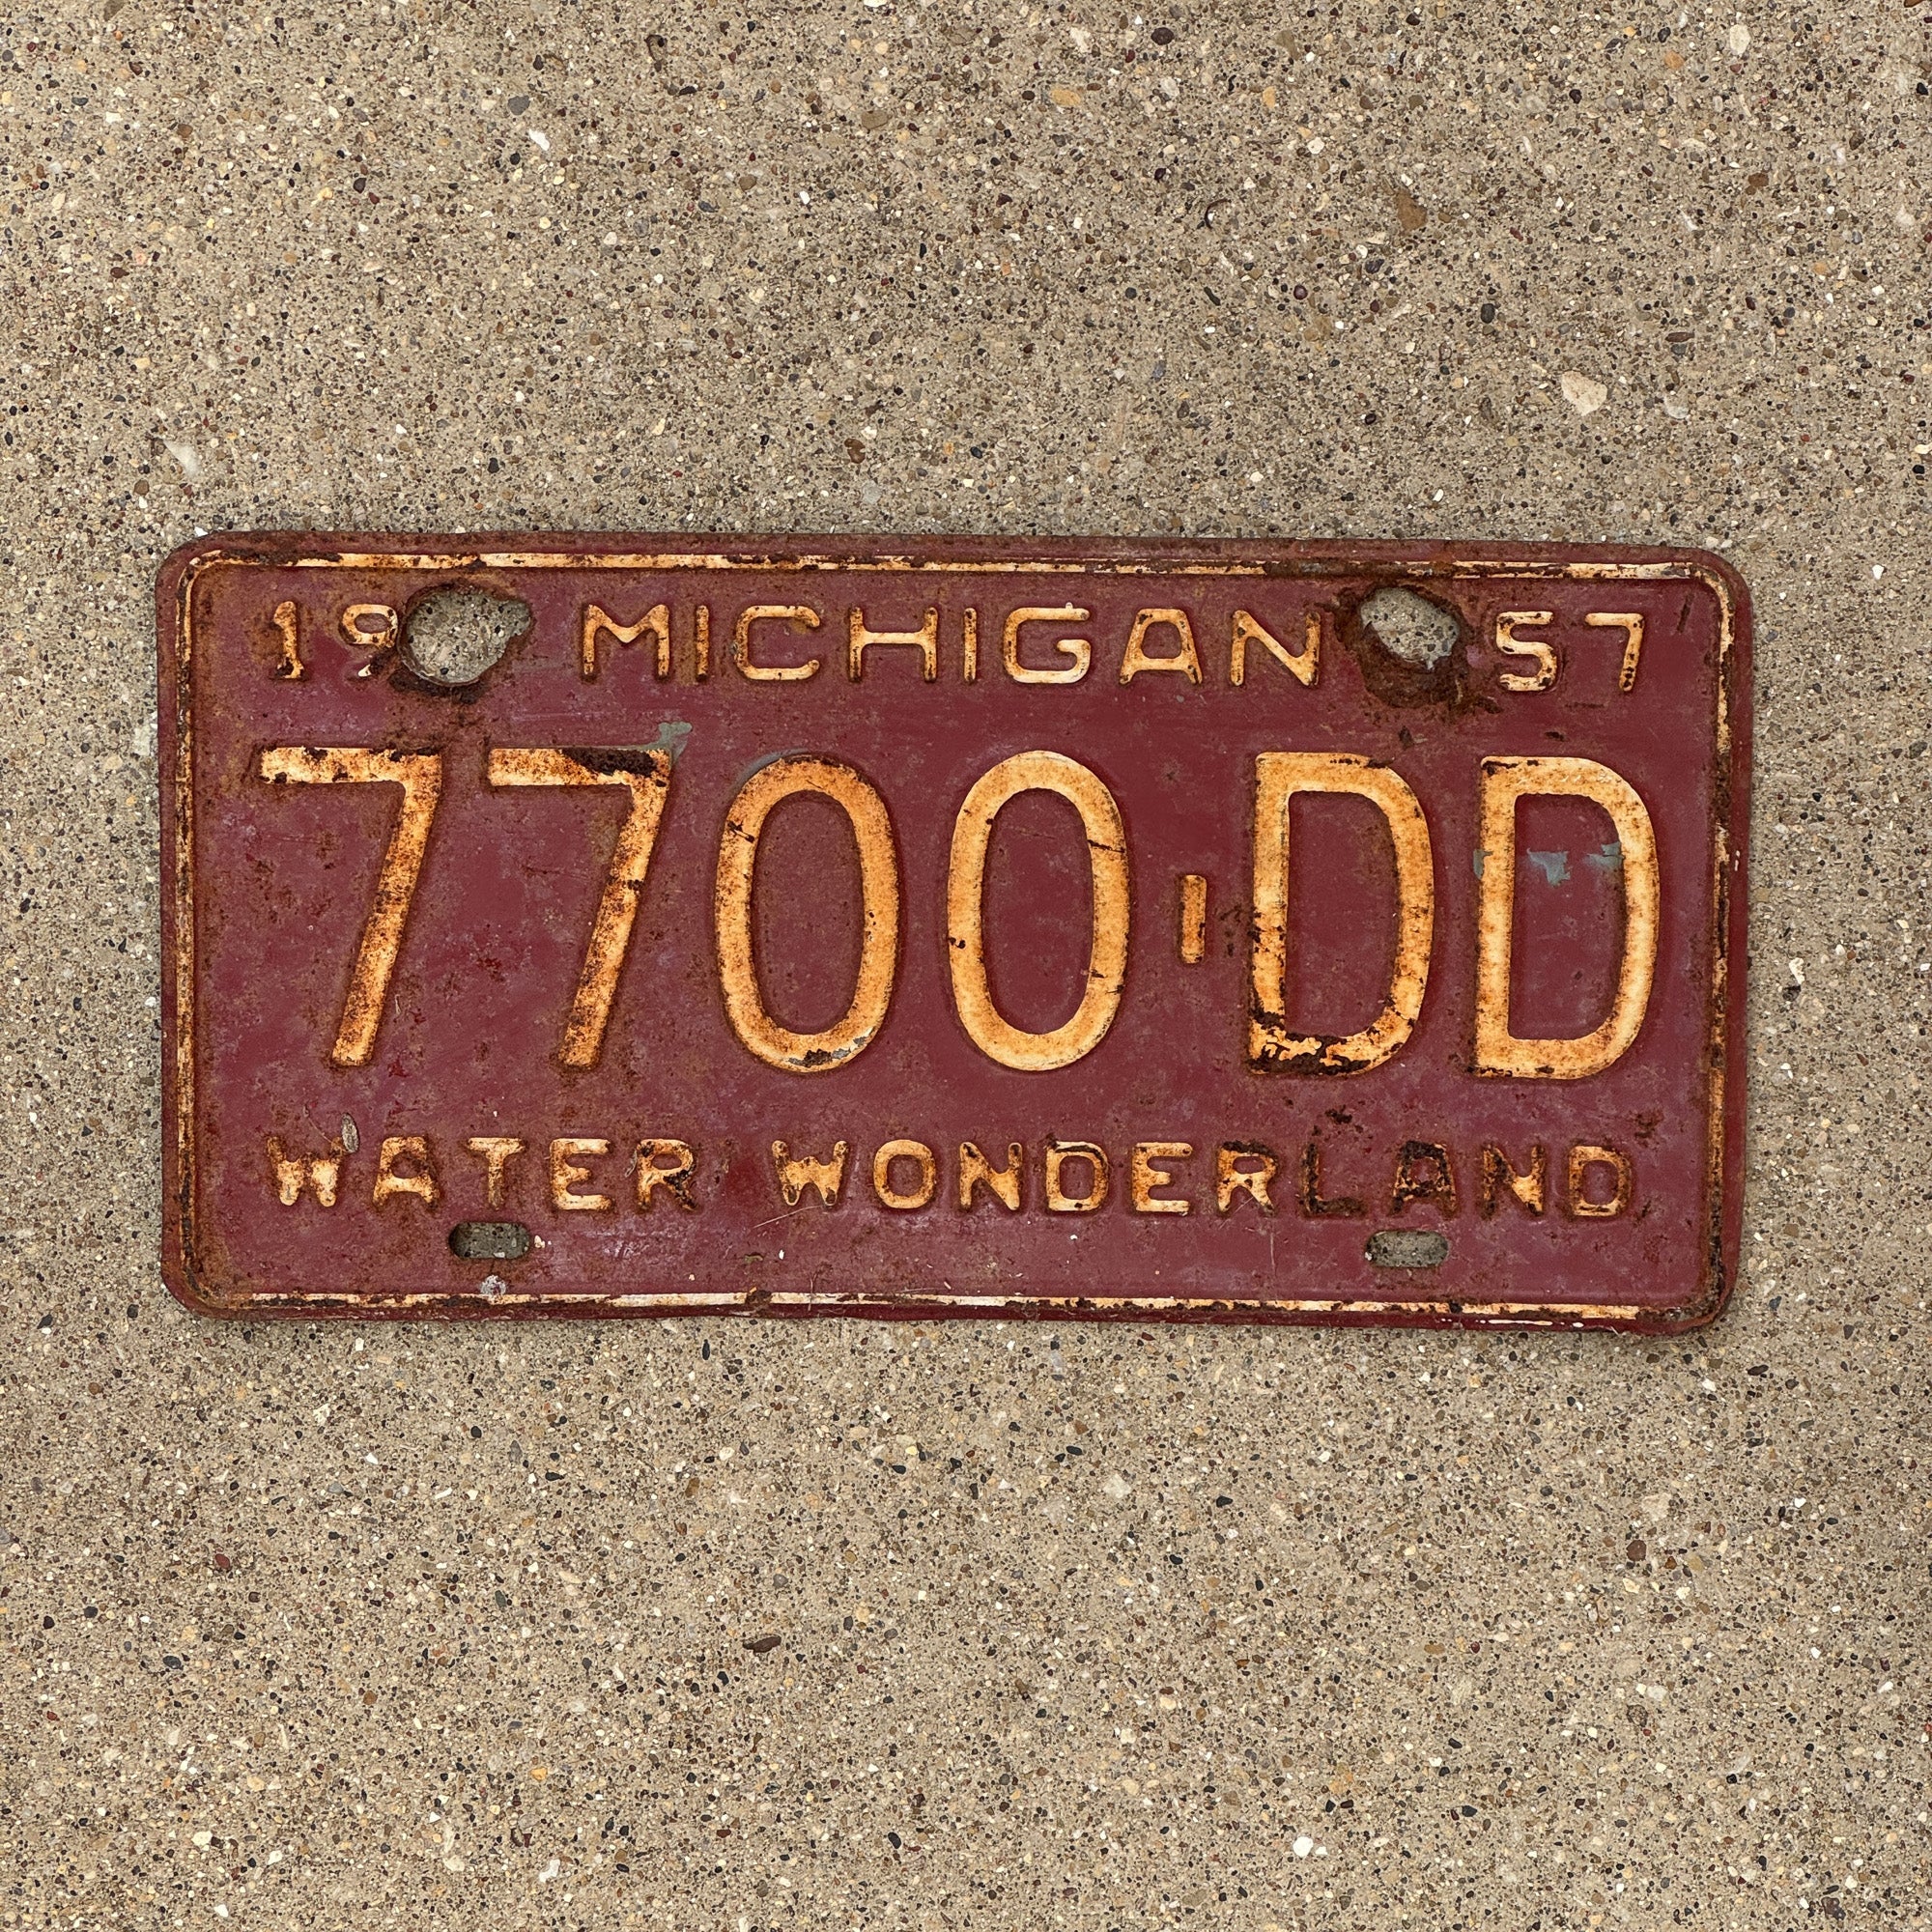 19 MICHIGAN 57
7700-DD
WATER WONDERLAND